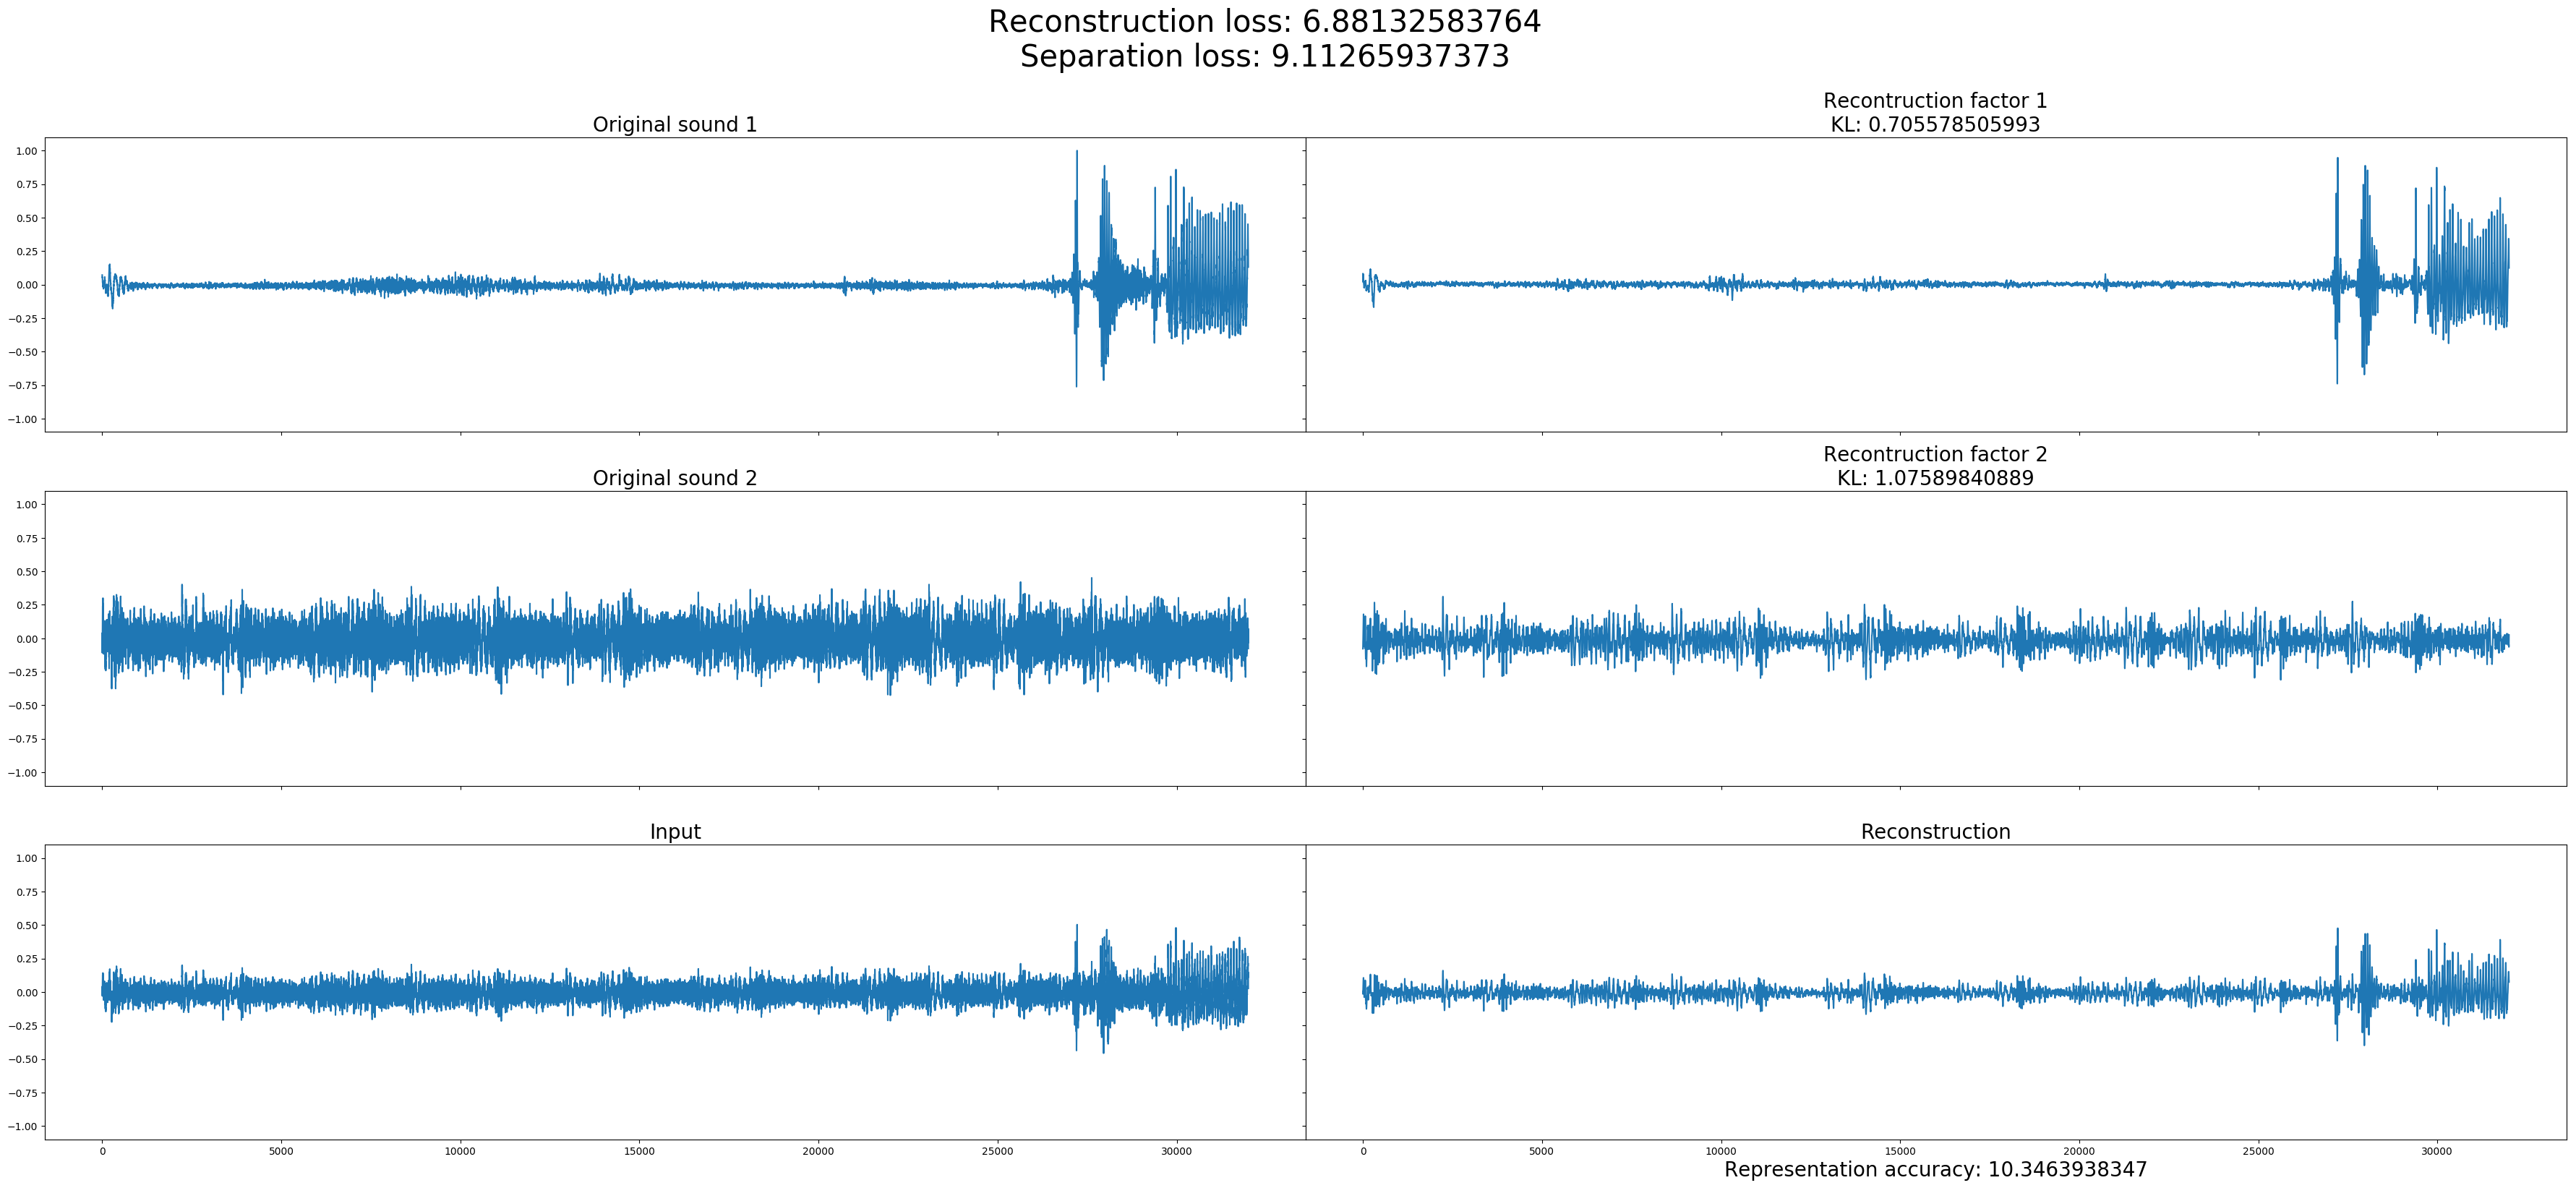 Reconstruction loss: 6.88132583764
Separation loss: 9.11265937373
Original sound 1
Recontruction factor 1
KL: 0.705578505993
1.00
0.75
0.50
0.25
0.00
−0.25
−0.50
−0.75
−1.00
Original sound 2
Recontruction factor 2
KL: 1.07589840889
1.00
0.75
0.50
0.25
0.00
−0.25
−0.50
−0.75
−1.00
Input
Reconstruction
1.00
0.75
0.50
0.25
0.00
−0.25
−0.50
−0.75
−1.00
0 5000 10000 15000 20000 25000 30000 0 5000 10000 15000 20000 25000 30000
Representation accuracy: 10.3463938347